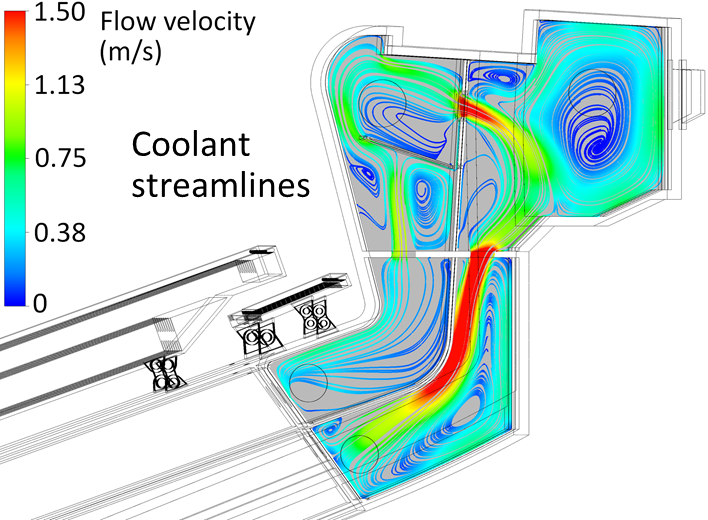 1.50
Flow velocity
(m/s)
1.13
0.75
0.38
0
Coolant
streamlines